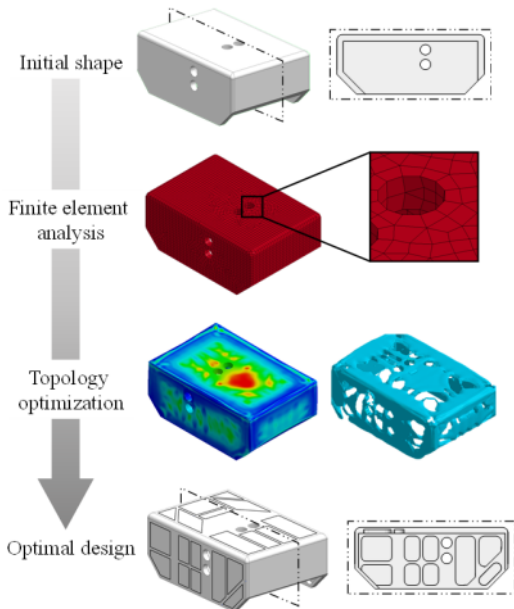 Initial shape
Finite element
analysis
Topology
optimization
Optimal design